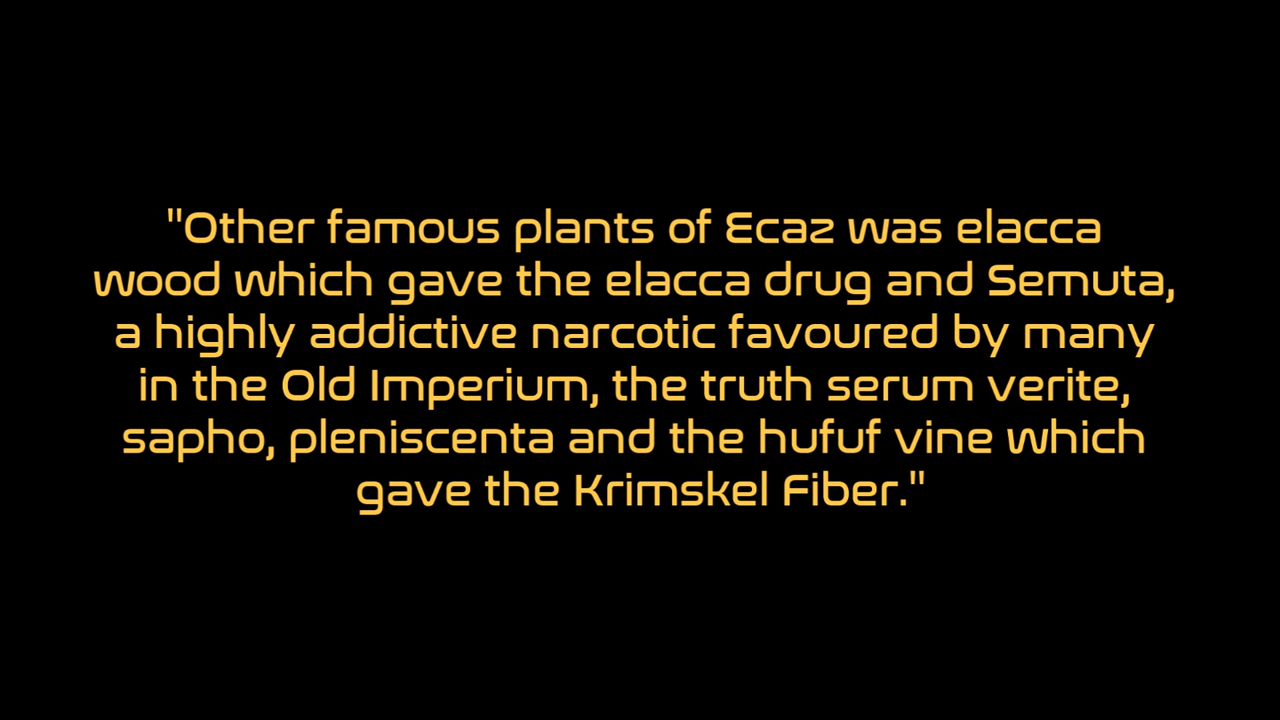 "Other famous plants of Ecaz was elacca
wood which gave the elacca drug and Semuta,
a highly addictive narcotic favoured by many
in the Old Imperium, the truth serum verite,
sapho, pleniscenta and the hufuf vine which
gave the Krimskel Fiber."